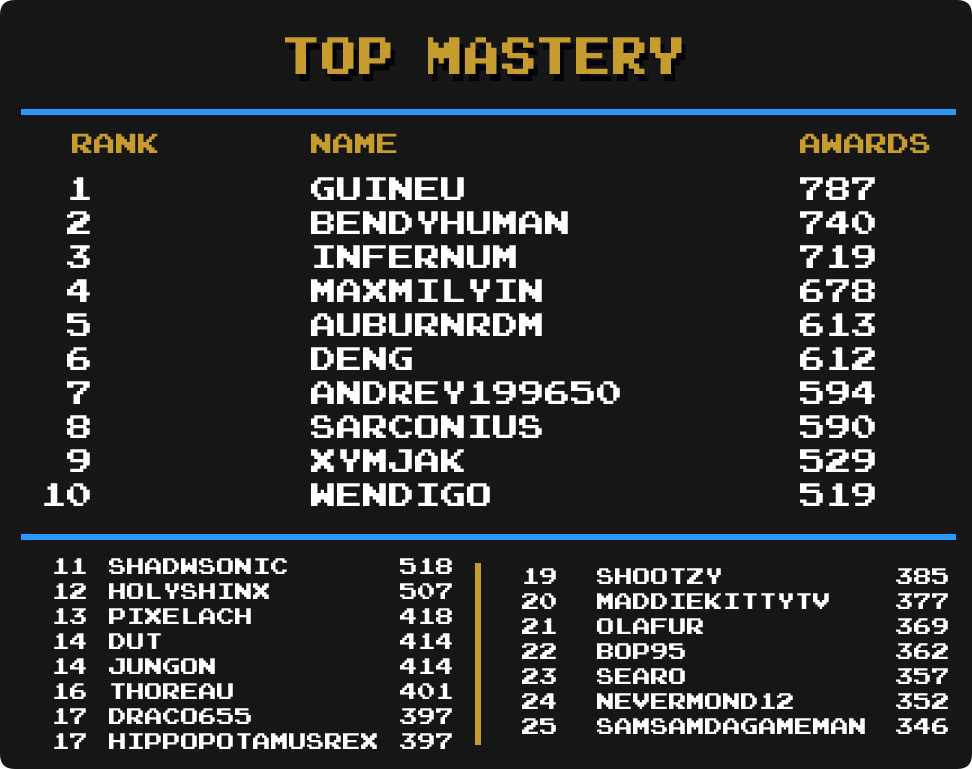 TOP MASTERY
RANK NAME AWARDS
1 GUINEU 787
2 BENDYHUMAN 740
3 INFERNUM 719
4 MAXMILYIN 678
5 AUBURNRDM 613
6 DENG 612
7 ANDREY199650 594
8 SARCONIUS 590
9 XYMJAK 529
10 WENDIGO 519
11 SHADWSONIC 518
12 HOLYSHINX 507
13 PIXELACH 418
14 DUT 414
14 JUNGON 414
16 THOREAU 401
17 DRACO655 397
17 HIPPOPOTAMUSREX 397
19 SHOOTZY 385
20 MADDIEKITTYTV 377
21 OLAFUR 369
22 BOP95 362
23 SEARO 357
24 NEVERMOND12 352
25 SAMSAMDAGAMEMAN 346